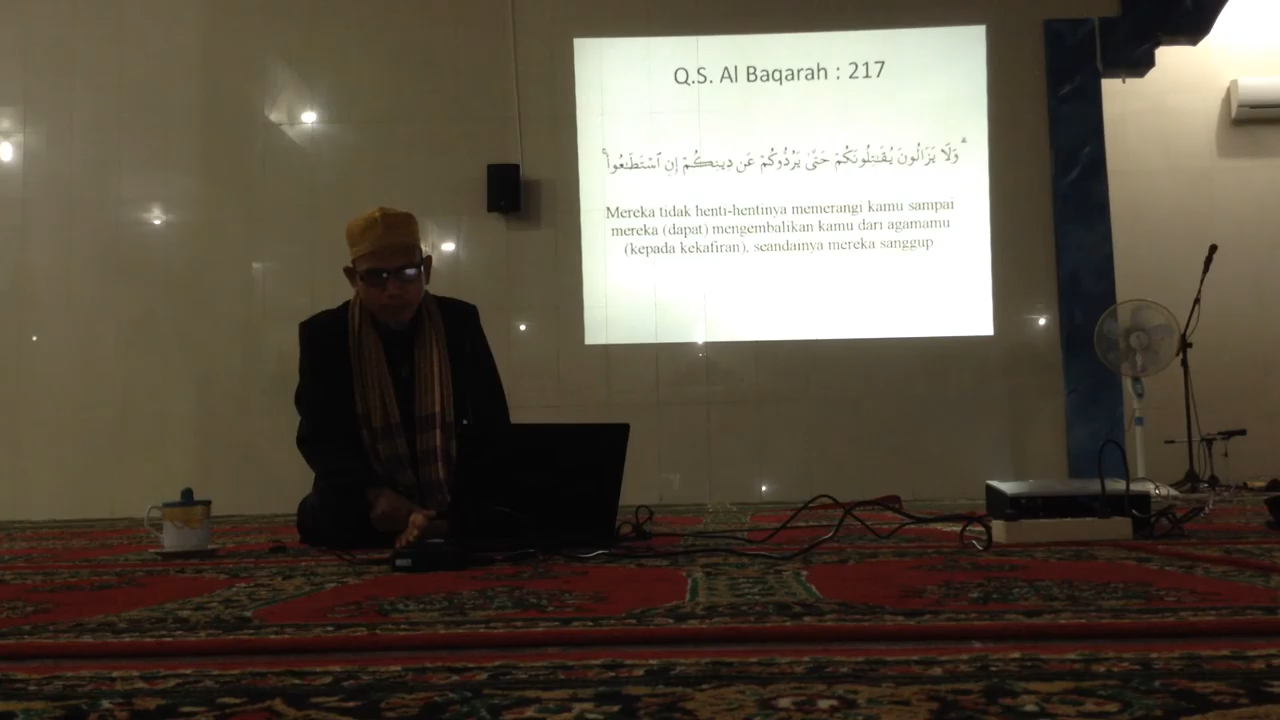 Q.S. Al Baqarah : 217
ۚ وَلَا يَزَالُونَ يُقَـٰتِلُونَكُمْ حَتَّىٰ يَرُدُّوكُمْ عَن دِينِكُمْ إِنِ ٱسْتَطَـٰعُوا۟ ۚ
Mereka tidak henti-hentinya memerangi kamu sampai
mereka (dapat) mengembalikan kamu dari agamamu
(kepada kekafiran), seandainya mereka sanggup